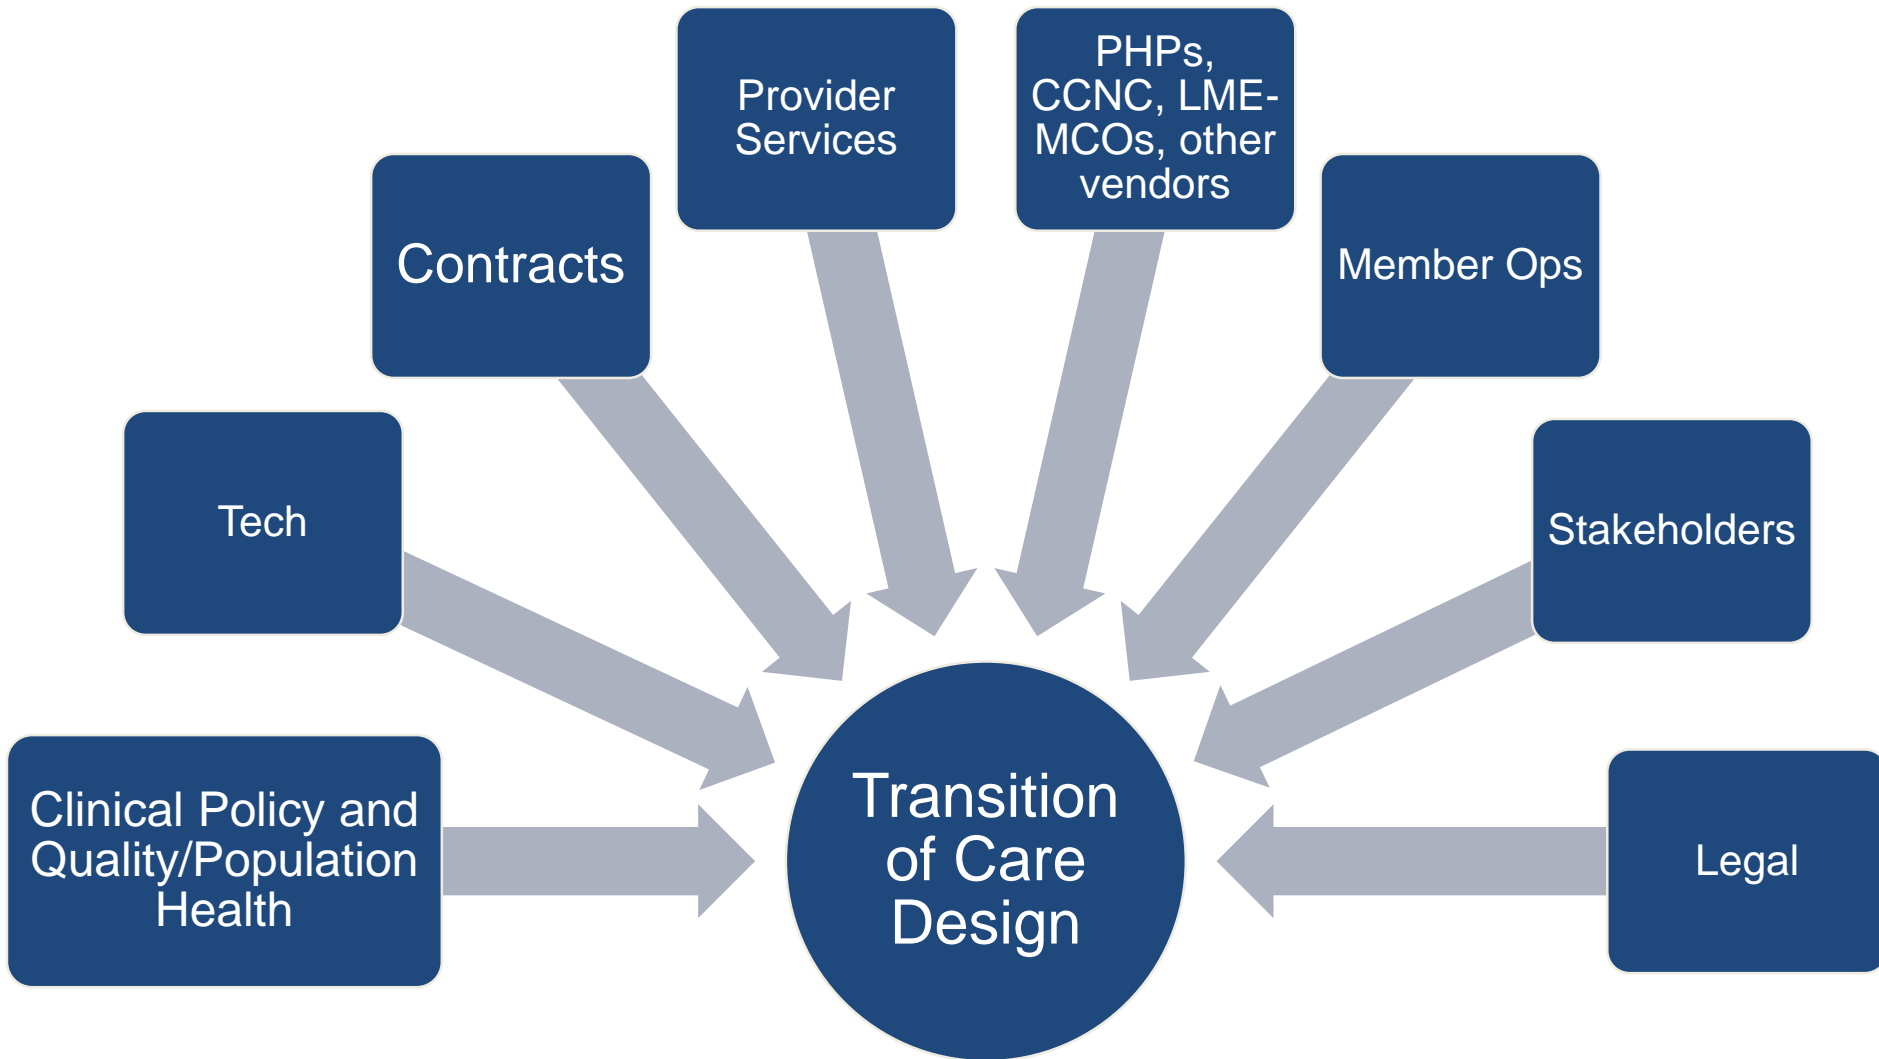 Provider
Services
PHPs,
CCNC, LME-
MCOs, other
vendors
Contracts
Member Ops
Tech
Stakeholders
Clinical Policy and
Quality/Population
Health
Transition
of Care
Design
Legal